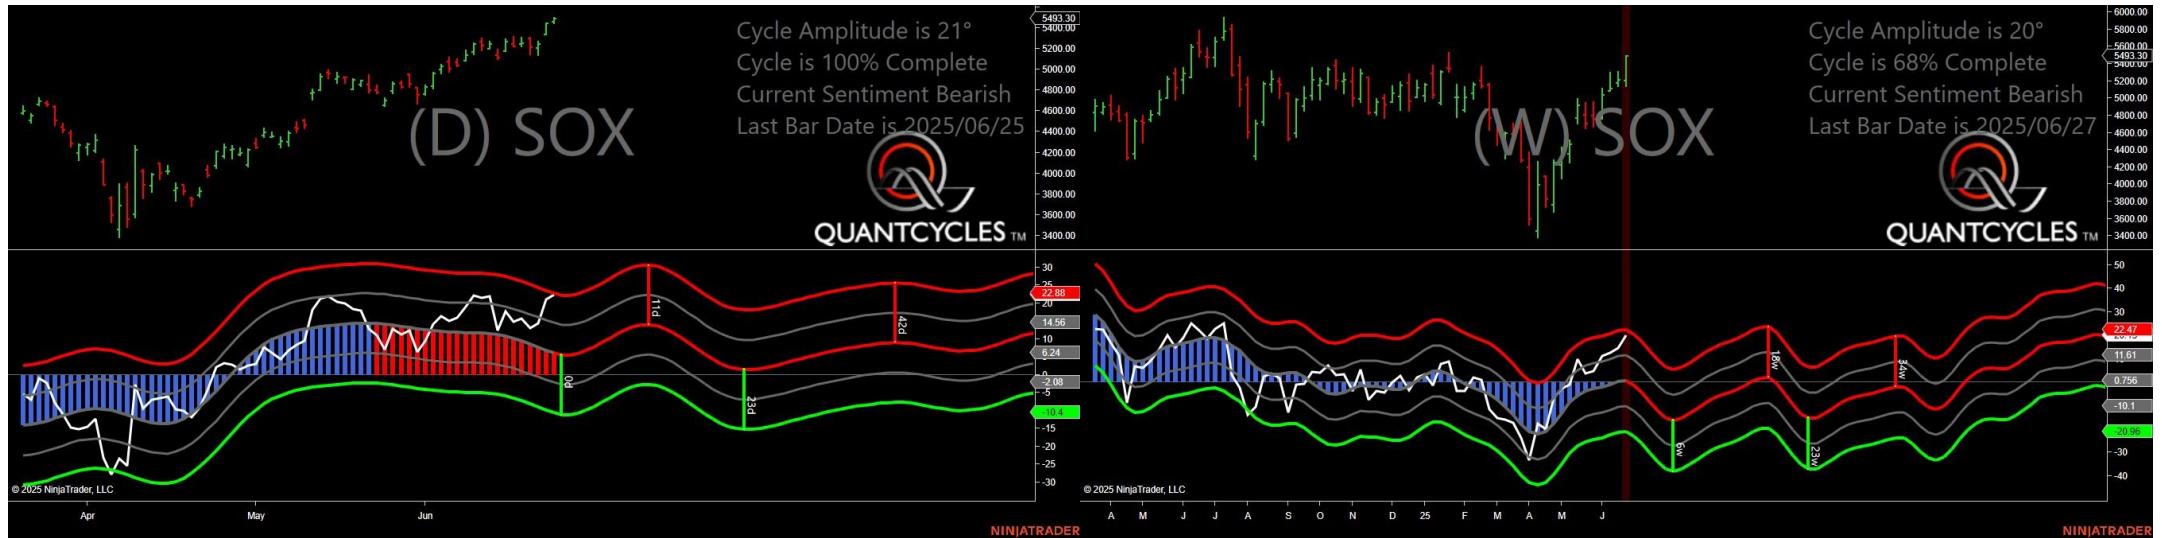 Cycle Amplitude is 21°
Cycle is 100% Complete
Current Sentiment Bearish
Last Bar Date is 2025/06/25
(D) SOX
QUANTCYCLES TM
5493.30
5400.00
5200.00
5000.00
4800.00
4600.00
4400.00
4200.00
4000.00
3800.00
3600.00
3400.00
30
22.88
20
14.56
10
6.24
-2.08
-5
-10.4
-15
-20
-25
-30
0d
11d
23d
42d
© 2025 NinjaTrader, LLC
Apr
May
Jun
NINJATRADER
Cycle Amplitude is 20°
Cycle is 68% Complete
Current Sentiment Bearish
Last Bar Date is 2025/06/27
(W) SOX
QUANTCYCLES TM
6000.00
5800.00
5600.00
5493.30
5400.00
5200.00
5000.00
4800.00
4600.00
4400.00
4200.00
4000.00
3800.00
3600.00
3400.00
50
40
30
22.47
11.61
0.756
-10.1
-20.96
-30
-40
6w
18w
23w
34w
© 2025 NinjaTrader, LLC
A M J J A S O N D 25 F M A M J
NINJATRADER